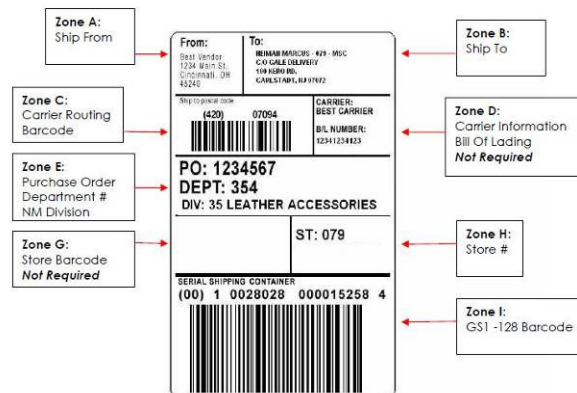 Zone A:
Ship From
Zone B:
Ship To
From:
Best Vendor
1234 Main St.
Cincinnati, OH
45240
To:
NEIMAN MARCUS - 079 - MSC
C/O GALE DELIVERY
100 KERO RD.
CARLSTADT, NJ 07072
Zone C:
Carrier Routing
Barcode
Ship to postal code
(420) 07094
CARRIER:
BEST CARRIER
B/L NUMBER:
12341234123
Zone D:
Carrier Information
Bill Of Lading
Not Required
Zone E:
Purchase Order
Department #
NM Division
PO: 1234567
DEPT: 354
DIV: 35 LEATHER ACCESSORIES
Zone G:
Store Barcode
Not Required
ST: 079
Zone H:
Store #
SERIAL SHIPPING CONTAINER
(00) 1 0028028 000015258 4
Zone I:
GS1 -128 Barcode